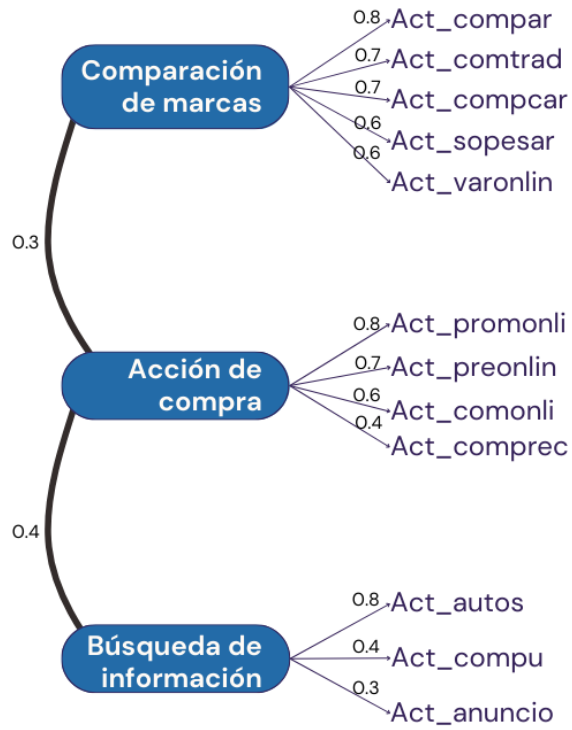 0.8 Act_compar
0.7 Act_comtrad
Comparación
de marcas
0.7 Act_compcar
0.6 Act_sopesar
0.6 Act_varonlin
0.3
0.8 Act_promonli
0.7 Act_preonlin
Acción de
compra
0.6 Act_comonli
0.4 Act_comprec
0.4
0.8 Act_autos
Búsqueda de
información
0.4 Act_compu
0.3 Act_anuncio